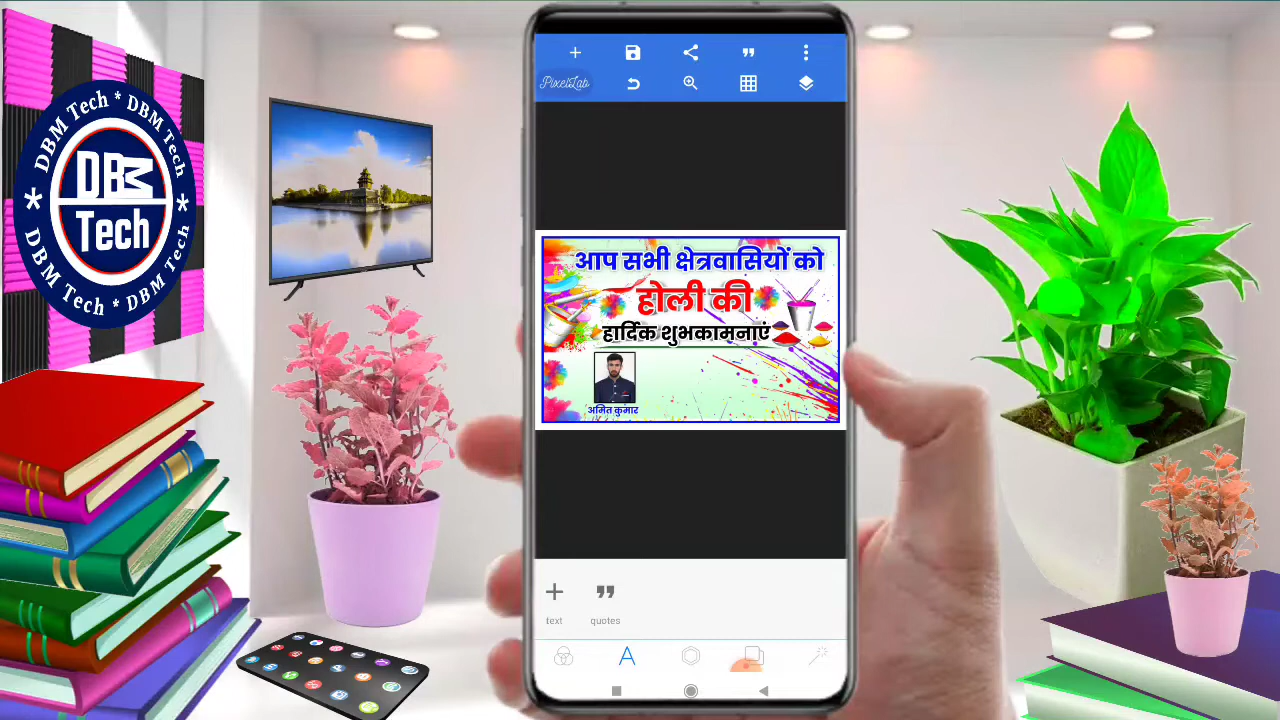 DBM Tech * DBM Tech
* DBM Tech * DBM Tech
DBM
Tech
PixelLab
आप सभी क्षेत्रवासियों को
होली की
हार्दिक शुभकामनाएं
अमित कुमार
text
quotes